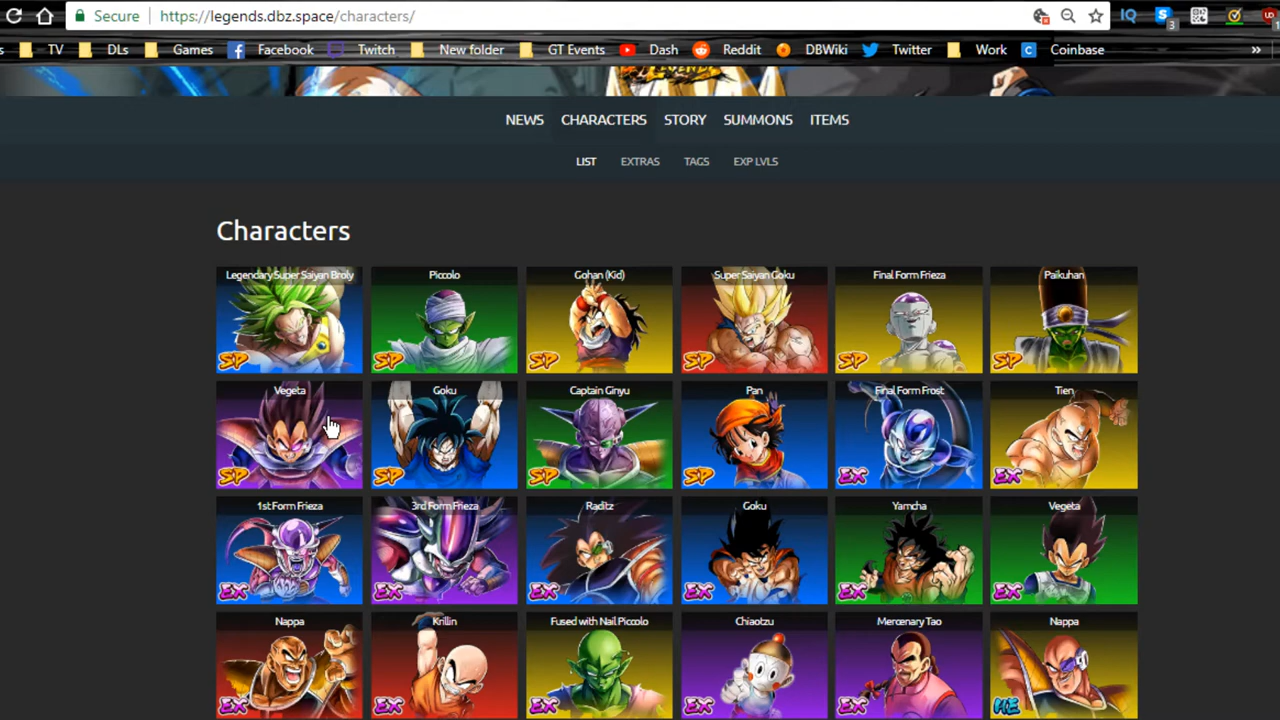 Secure https://legends.dbz.space/characters/
IQ
3
s TV DLs Games Facebook Twitch New folder GT Events Dash Reddit DBWiki Twitter Work Coinbase »
NEWS CHARACTERS STORY SUMMONS ITEMS
LIST EXTRAS TAGS EXP LVLS
Characters
Legendary Super Saiyan Broly Piccolo Gohan (Kid) Super Saiyan Goku Final Form Frieza Paikuhan
SP SP SP SP SP SP
Vegeta Goku Captain Ginyu Pan Final Form Frost Tien
SP SP SP SP EX EX
1st Form Frieza 3rd Form Frieza Raditz Goku Yamcha Vegeta
EX EX EX EX EX EX
Nappa Krillin Fused with Nail Piccolo Chiaotzu Mercenary Tao Nappa
EX EX EX EX EX HE